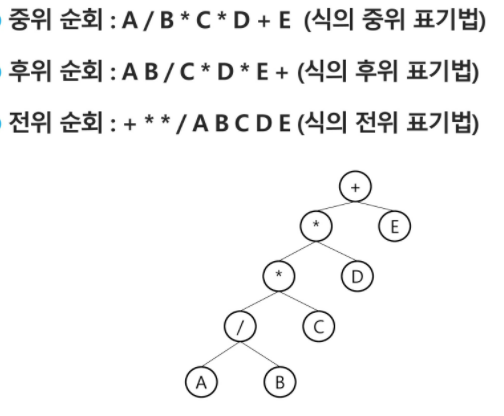 중위 순회 : A / B * C * D + E (식의 중위 표기법)
후위 순회 : A B / C * D * E + (식의 후위 표기법)
전위 순회 : + * * / A B C D E (식의 전위 표기법)
+
* E
* D
/ C
A B